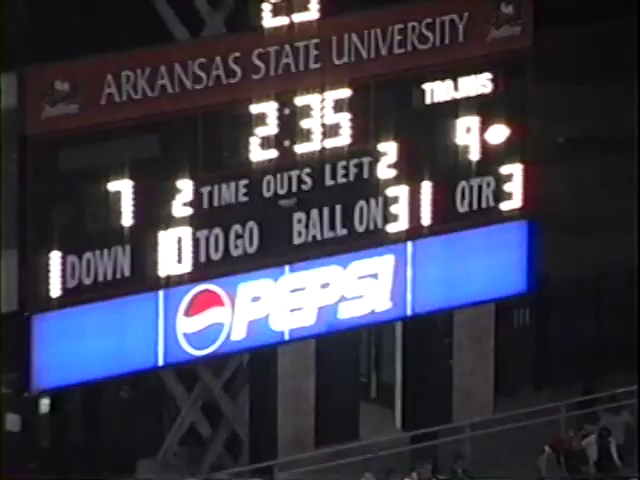 ARKANSAS STATE UNIVERSITY
2:35
TROJANS
9
7 2 TIME OUTS LEFT 2
1 DOWN 10 TO GO BALL ON 31 QTR 3
PEPSI